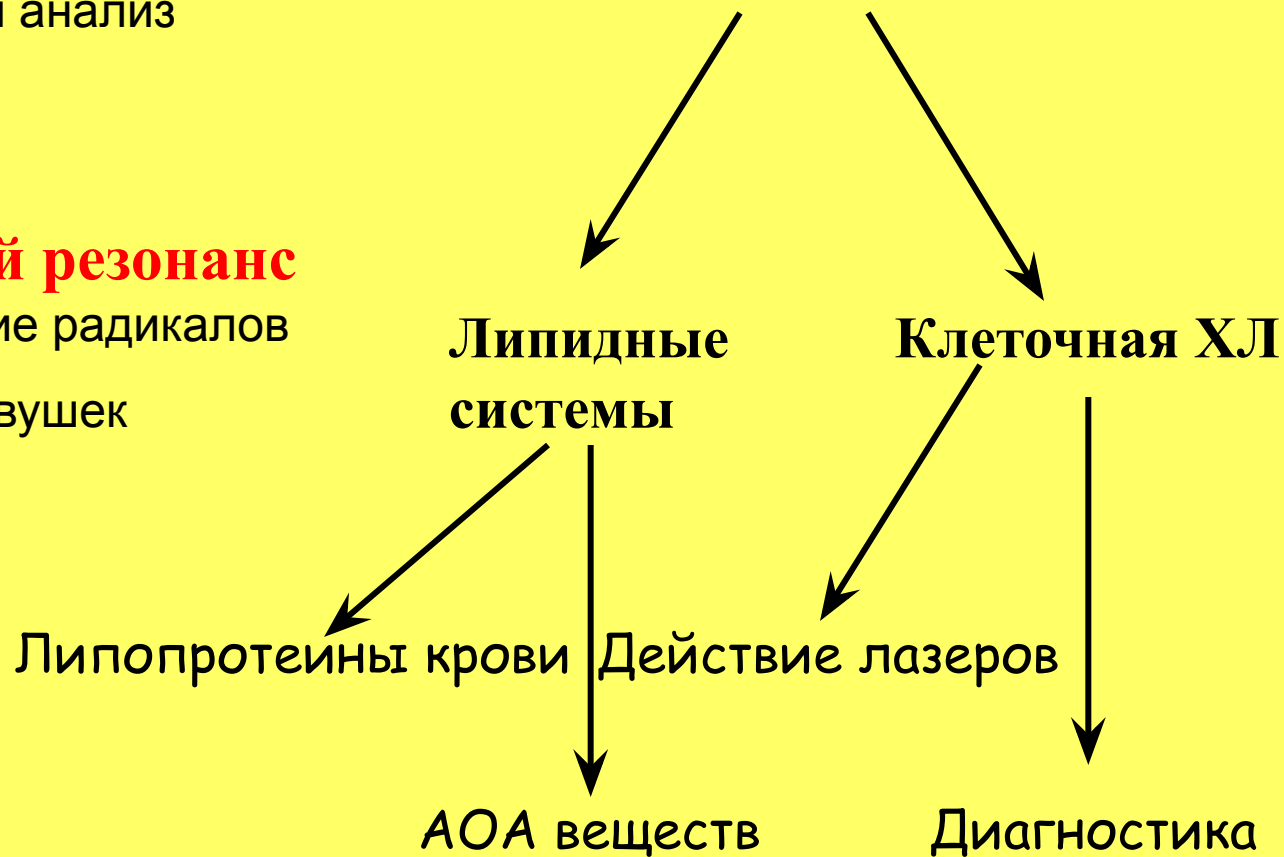 анализ
й резонанс
ие радикалов
вушек
Липидные
системы
Клеточная ХЛ
Липопротеины крови
Действие лазеров
АОА веществ
Диагностика